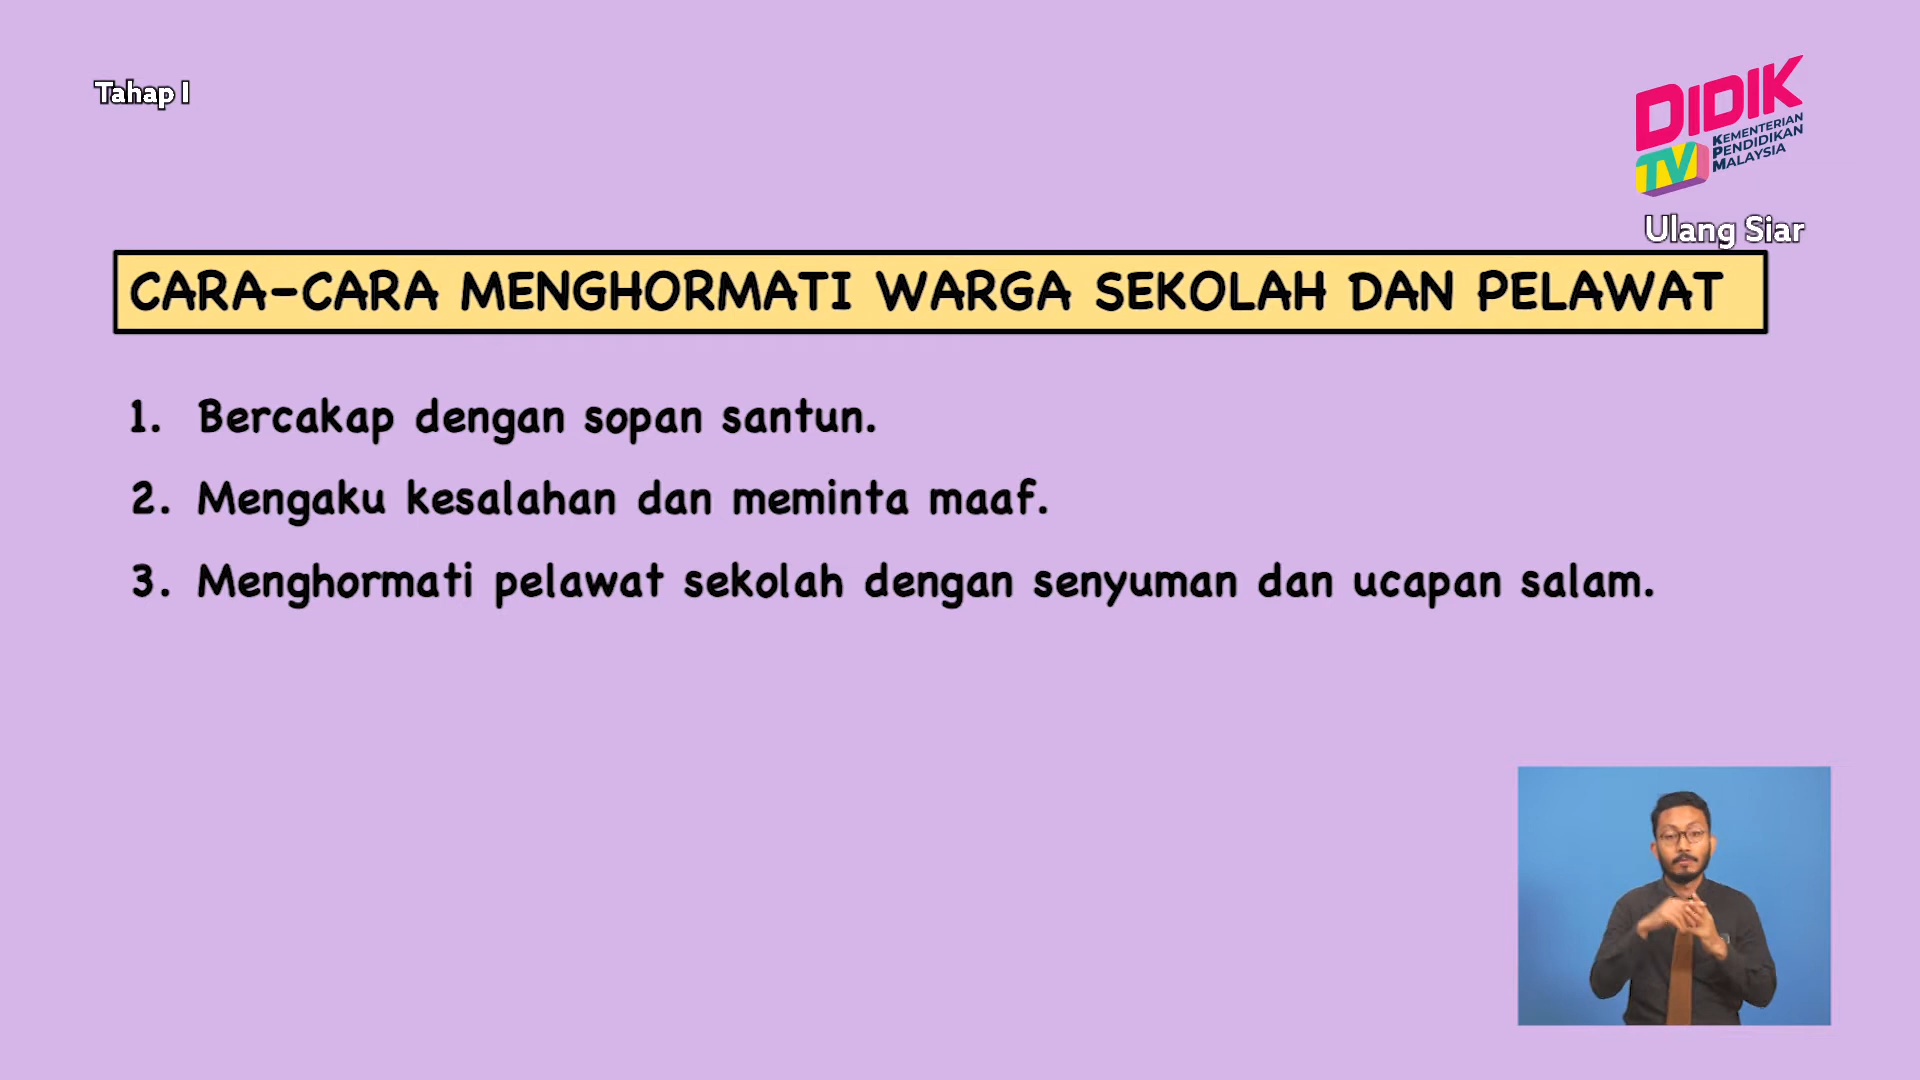 Tahap I
DIDIK
TV
KEMENTERIAN
PENDIDIKAN
MALAYSIA
Ulang Siar
CARA-CARA MENGHORMATI WARGA SEKOLAH DAN PELAWAT
1. Bercakap dengan sopan santun.
2. Mengaku kesalahan dan meminta maaf.
3. Menghormati pelawat sekolah dengan senyuman dan ucapan salam.